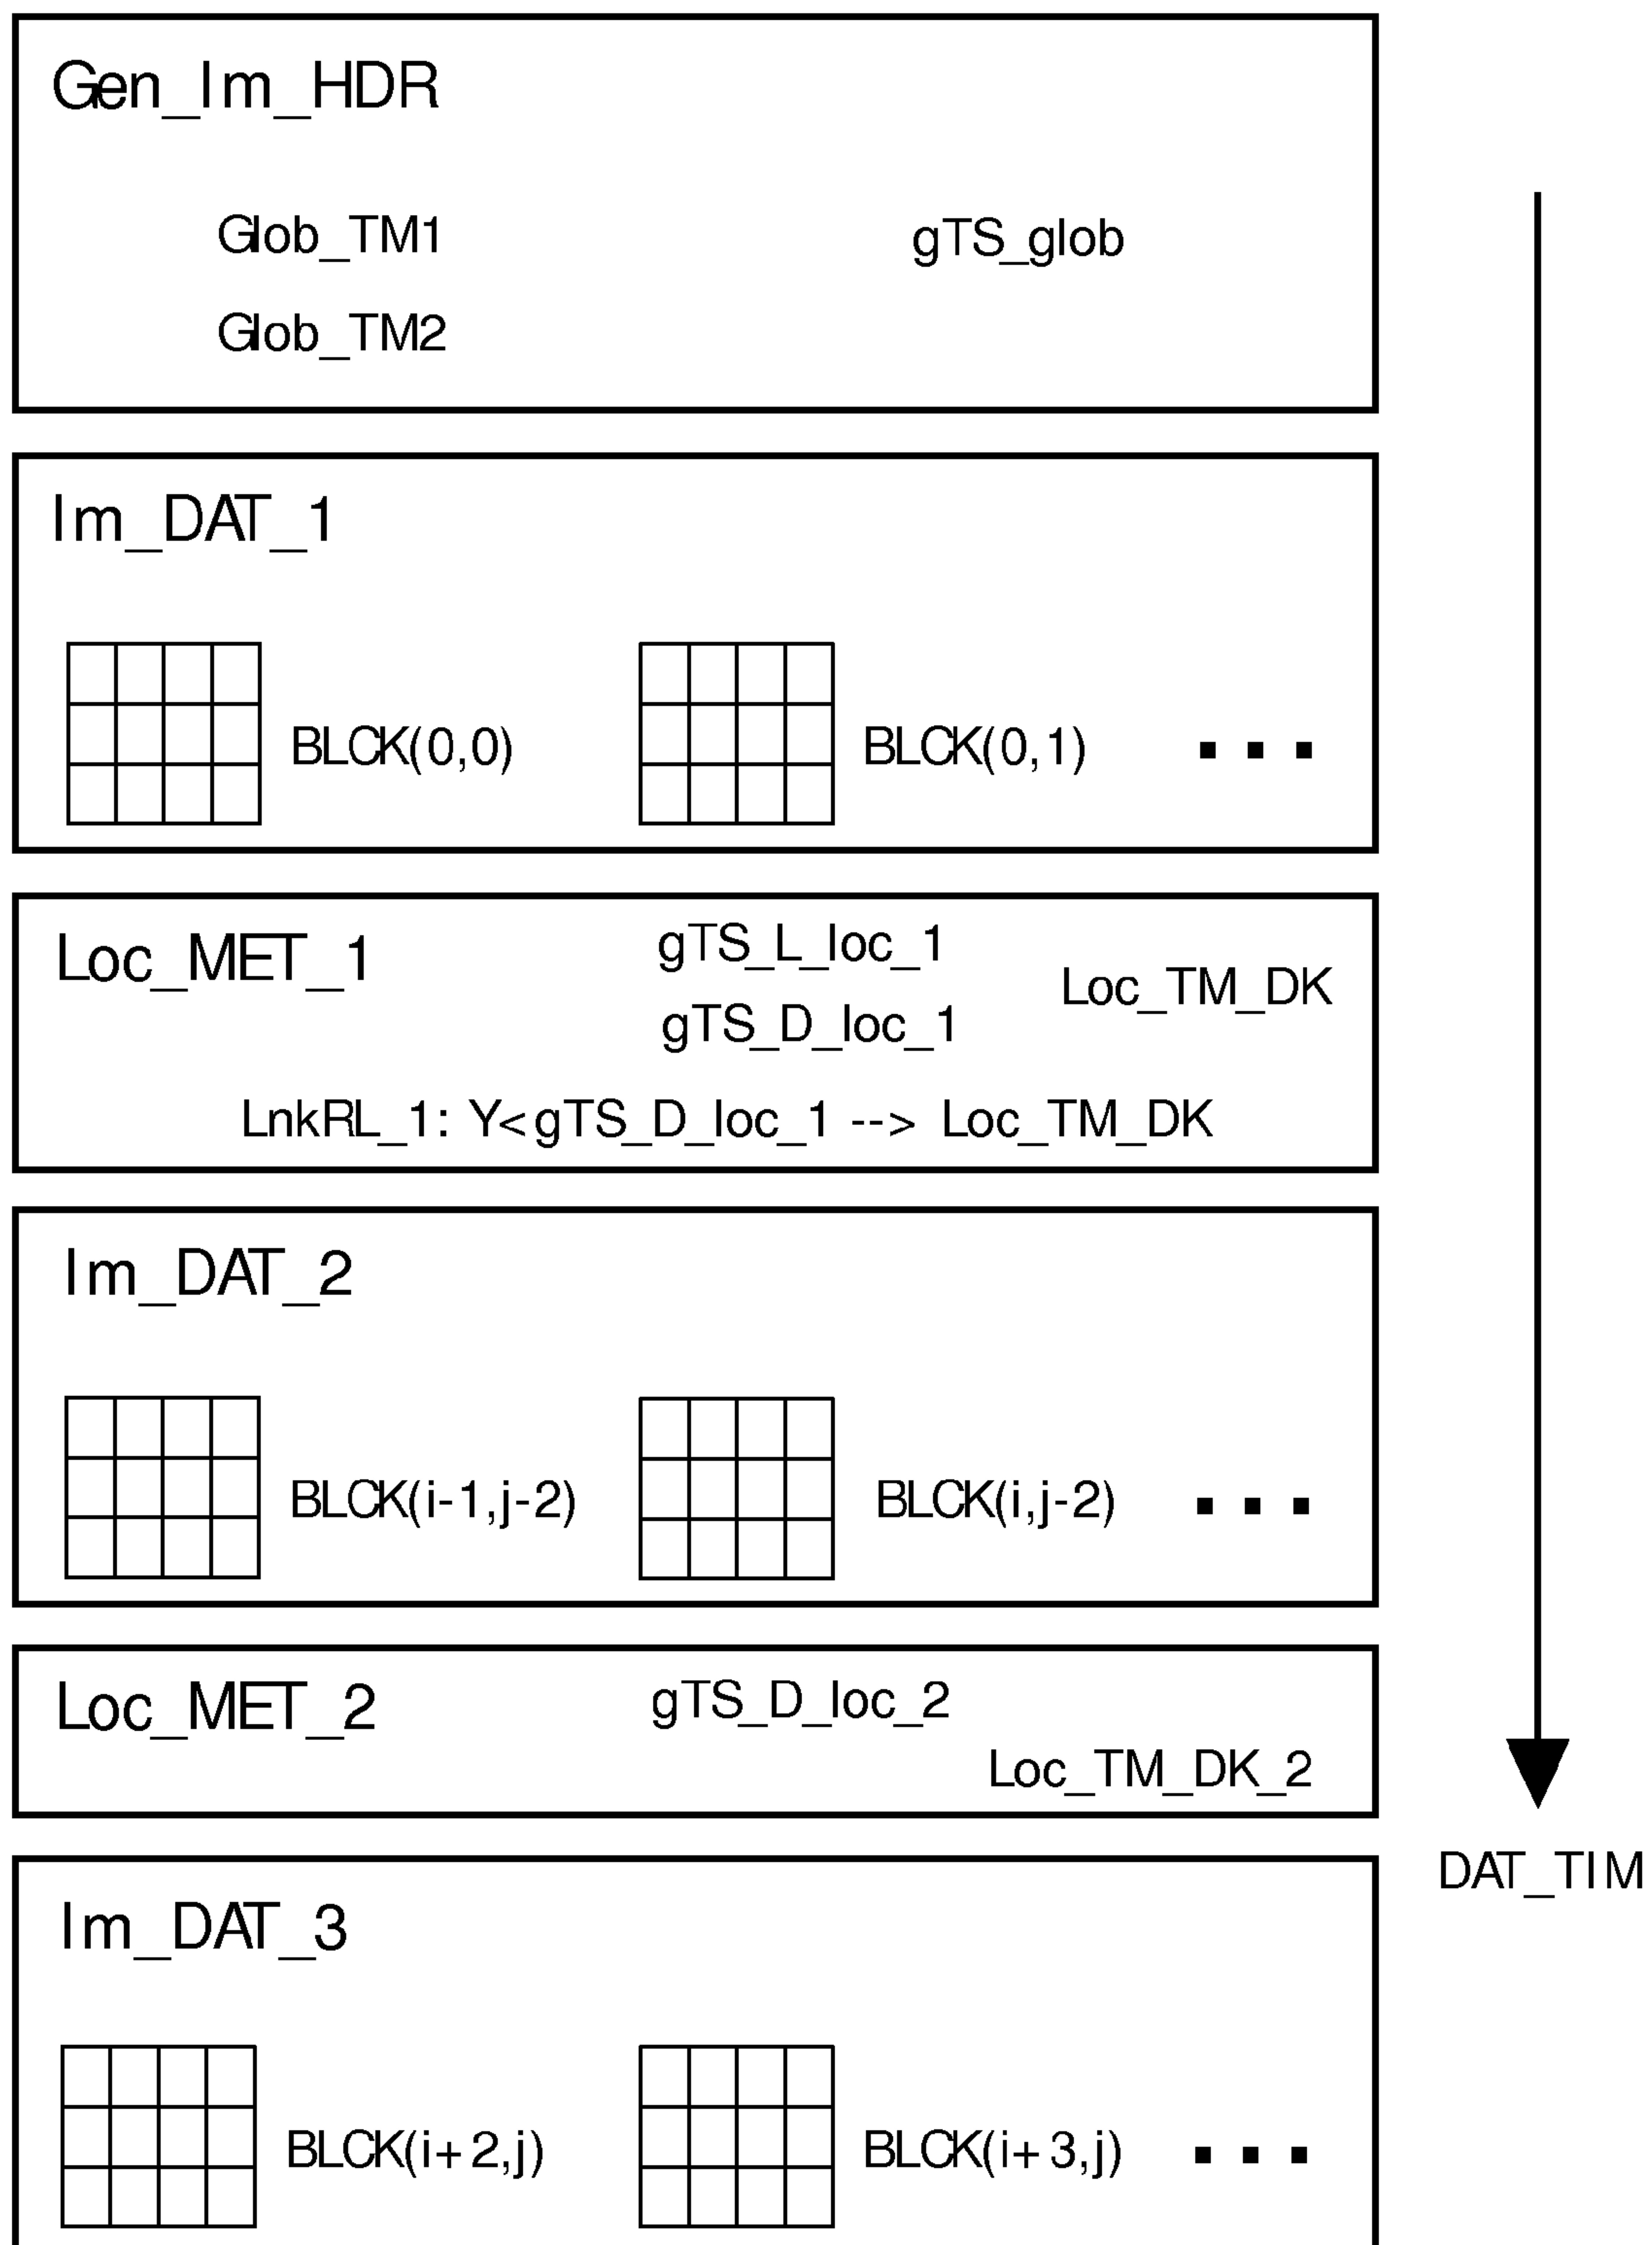 Gen_Im_HDR
Glob_TM1
gTS_glob
Glob_TM2
Im_DAT_1
BLCK(0,0)
BLCK(0,1)
Loc_MET_1
gTS_L_loc_1
Loc_TM_DK
gTS_D_loc_1
LnkRL_1: Y<gTS_D_loc_1 --> Loc_TM_DK
Im_DAT_2
BLCK(i-1,j-2)
BLCK(i,j-2)
Loc_MET_2
gTS_D_loc_2
Loc_TM_DK_2
DAT_TIM
Im_DAT_3
BLCK(i+2,j)
BLCK(i+3,j)